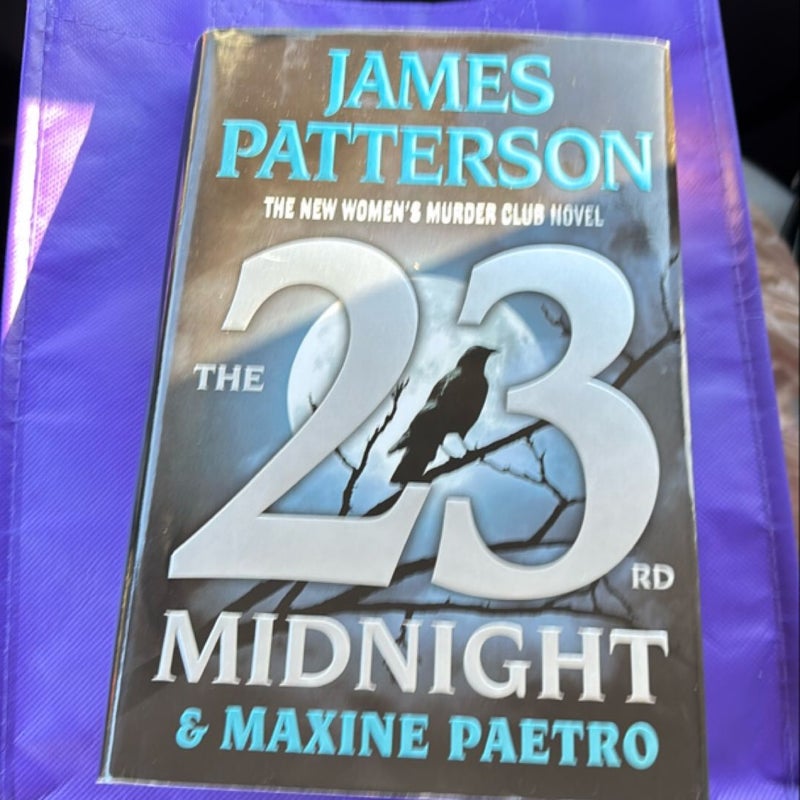 JAMES
PATTERSON
THE NEW WOMEN'S MURDER CLUB NOVEL
THE 23RD
MIDNIGHT
& MAXINE PAETRO